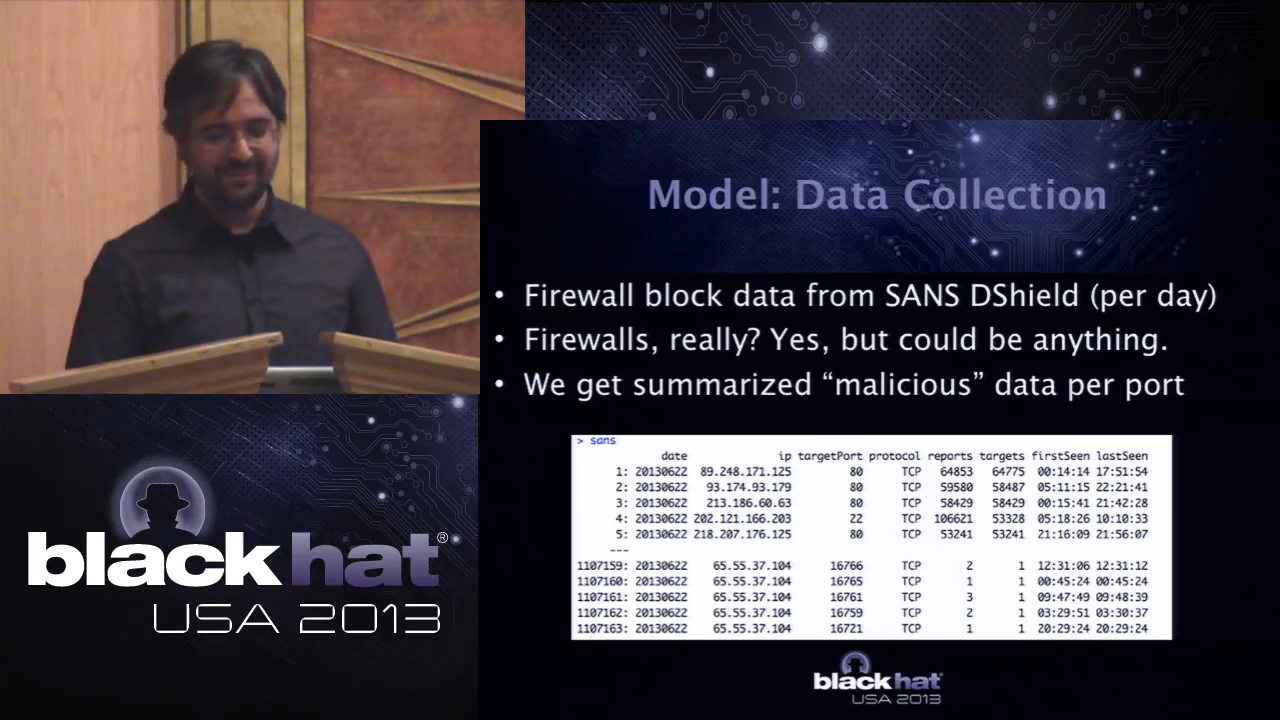 Model: Data Collection
• Firewall block data from SANS DShield (per day)
• Firewalls, really? Yes, but could be anything.
• We get summarized “malicious” data per port
> sans
date ip targetPort protocol reports targets firstSeen lastSeen
1: 20130622 89.248.171.125 80 TCP 64853 64775 00:14:14 17:51:54
2: 20130622 93.174.93.179 80 TCP 59580 58487 05:11:15 22:21:41
3: 20130622 213.186.60.63 80 TCP 58429 58429 00:15:41 21:42:28
4: 20130622 202.121.166.203 22 TCP 106621 53328 05:18:26 10:10:33
5: 20130622 218.207.176.125 80 TCP 53241 53241 21:16:09 21:56:07
---
1107159: 20130622 65.55.37.104 16766 TCP 2 1 12:31:06 12:31:12
1107160: 20130622 65.55.37.104 16765 TCP 1 1 00:45:24 00:45:24
1107161: 20130622 65.55.37.104 16761 TCP 3 1 09:47:49 09:48:39
1107162: 20130622 65.55.37.104 16759 TCP 2 1 03:29:51 03:30:37
1107163: 20130622 65.55.37.104 16721 TCP 1 1 20:29:24 20:29:24
black hat®
USA 2013
black hat
USA 2013